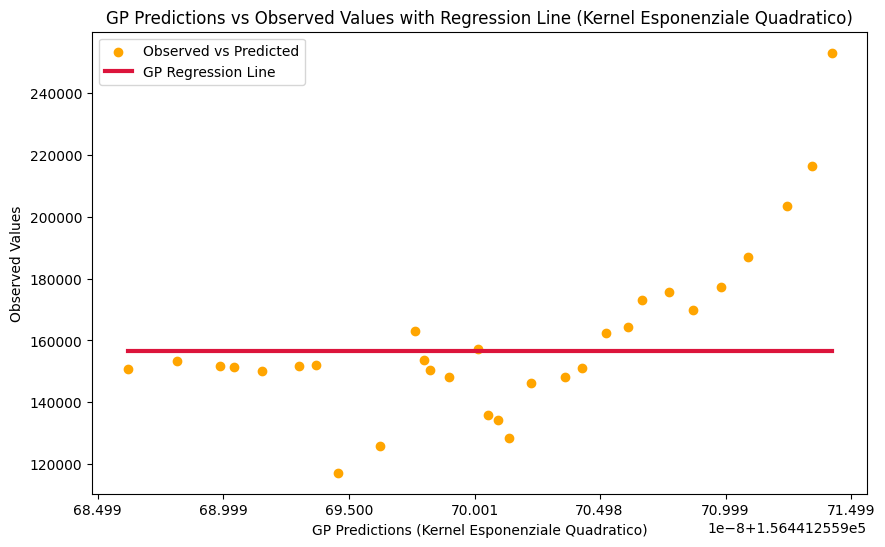 GP Predictions vs Observed Values with Regression Line (Kernel Esponenziale Quadratico)
Observed vs Predicted
GP Regression Line
Observed Values
240000
220000
200000
180000
160000
140000
120000
68.499 68.999 69.500 70.001 70.498 70.999 71.499
GP Predictions (Kernel Esponenziale Quadratico)
1e−8+1.564412559e5